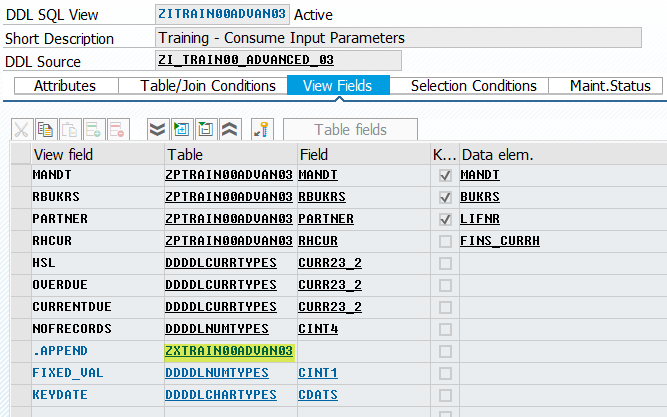 DDL SQL View ZITRAIN00ADVAN03 Active
Short Description Training - Consume Input Parameters
DDL Source ZI_TRAIN00_ADVANCED_03
Attributes Table/Join Conditions View Fields Selection Conditions Maint.Status
Table fields
View field Table Field K... Data elem.
MANDT ZPTRAIN00ADVAN03 MANDT MANDT
RBUKRS ZPTRAIN00ADVAN03 RBUKRS BUKRS
PARTNER ZPTRAIN00ADVAN03 PARTNER LIFNR
RHCUR ZPTRAIN00ADVAN03 RHCUR FINS_CURRH
HSL DDDDLCURRTYPES CURR23_2
OVERDUE DDDDLCURRTYPES CURR23_2
CURRENTDUE DDDDLCURRTYPES CURR23_2
NOFRECORDS DDDDLNUMTYPES CINT4
.APPEND ZXTRAIN00ADVAN03
FIXED_VAL DDDDLNUMTYPES CINT1
KEYDATE DDDDLCHARTYPES CDATS